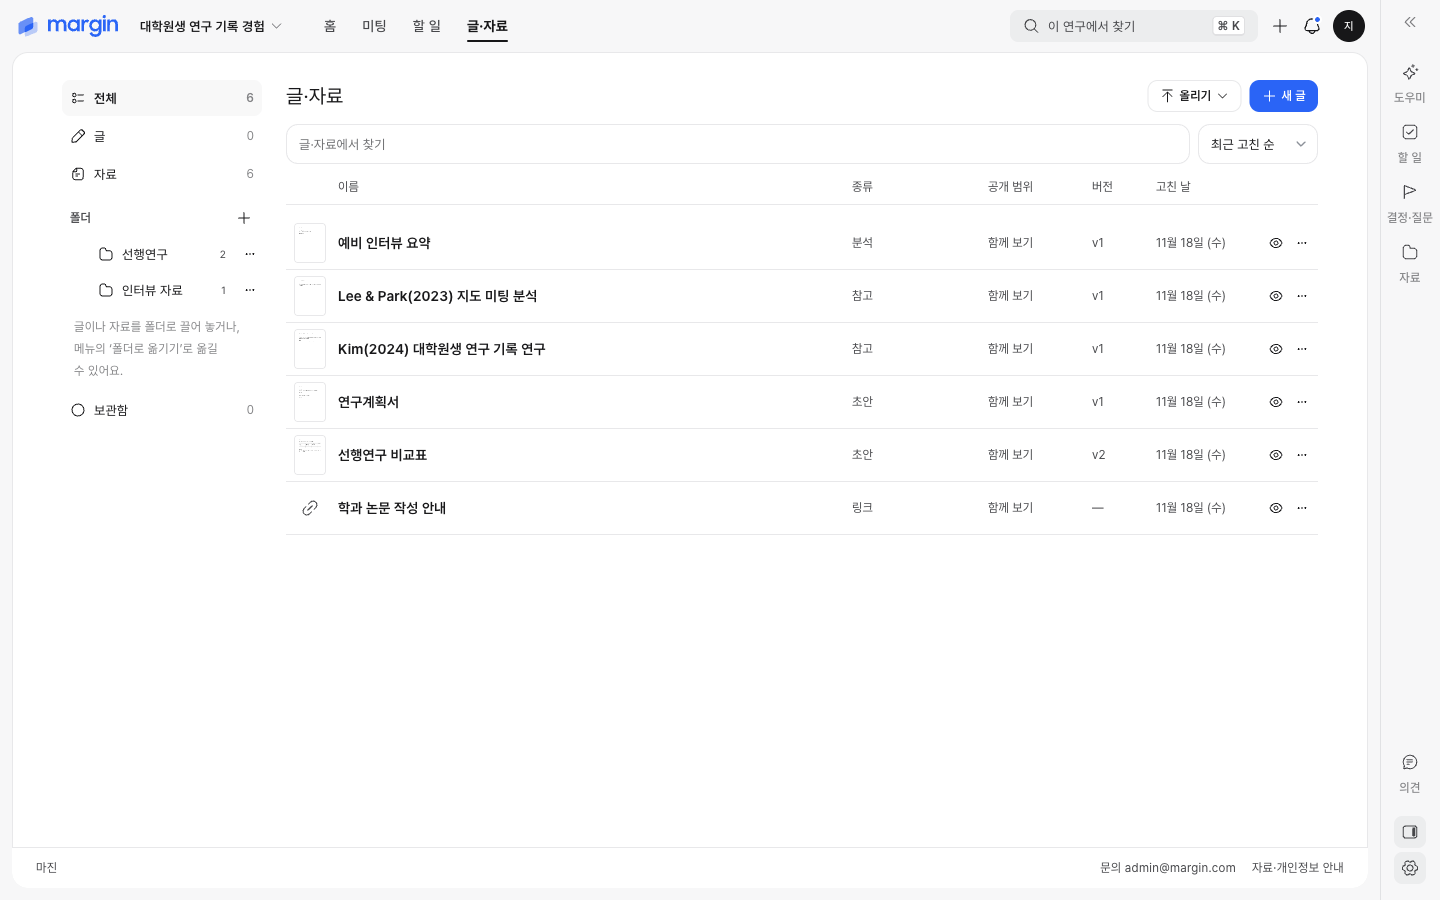 margin
대학원생 연구 기록 경험
홈
미팅
할 일
글·자료
이 연구에서 찾기
⌘ K
지
전체 6
글 0
자료 6
폴더
선행연구 2
인터뷰 자료 1
글이나 자료를 폴더로 끌어 놓거나,
메뉴의 ‘폴더로 옮기기’로 옮길
수 있어요.
보관함 0
글·자료
올리기
새 글
글·자료에서 찾기
최근 고친 순
이름 종류 공개 범위 버전 고친 날
예비 인터뷰 요약 분석 함께 보기 v1 11월 18일 (수)
Lee & Park(2023) 지도 미팅 분석 참고 함께 보기 v1 11월 18일 (수)
Kim(2024) 대학원생 연구 기록 연구 참고 함께 보기 v1 11월 18일 (수)
연구계획서 초안 함께 보기 v1 11월 18일 (수)
선행연구 비교표 초안 함께 보기 v2 11월 18일 (수)
학과 논문 작성 안내 링크 함께 보기 — 11월 18일 (수)
도우미
할 일
결정·질문
자료
의견
마진
문의 admin@margin.com
자료·개인정보 안내